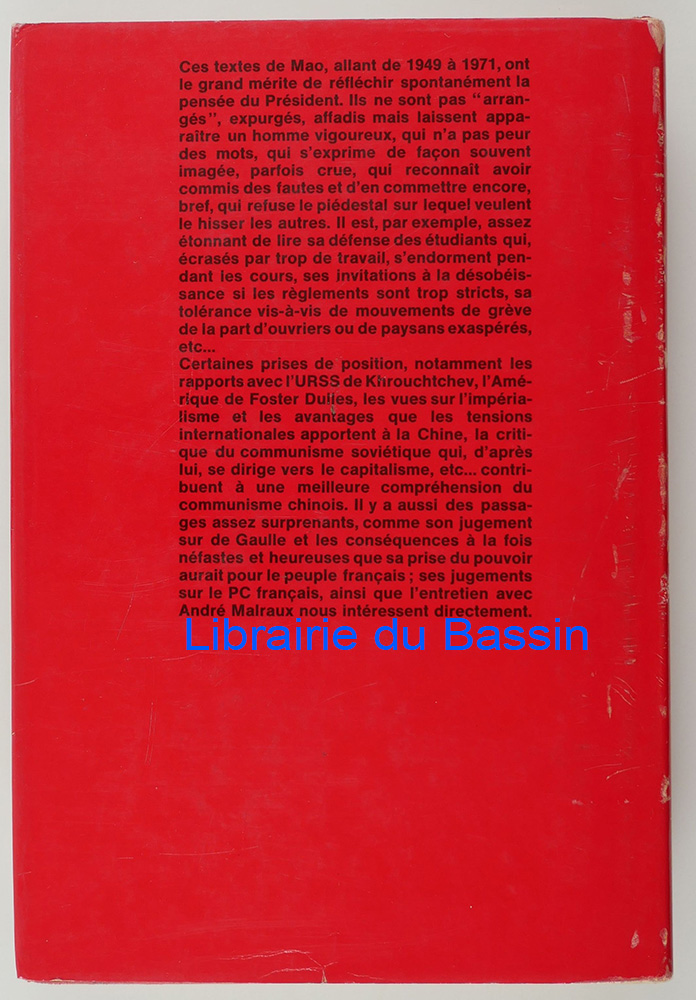 Ces textes de Mao, allant de 1949 à 1971, ont
le grand mérite de réfléchir spontanément la
pensée du Président. Ils ne sont pas "arran-
gés", expurgés, affadis mais laissent appa-
raître un homme vigoureux, qui n'a pas peur
des mots, qui s'exprime de façon souvent
imagée, parfois crue, qui reconnaît avoir
commis des fautes et d'en commettre encore,
bref, qui refuse le piédestal sur lequel veulent
le hisser les autres. Il est, par exemple, assez
étonnant de lire sa défense des étudiants qui,
écrasés par trop de travail, s'endorment pen-
dant les cours, ses invitations à la désobéis-
sance si les règlements sont trop stricts, sa
tolérance vis-à-vis de mouvements de grève
de la part d'ouvriers ou de paysans exaspérés,
etc...
Certaines prises de position, notamment les
rapports avec l'URSS de Khrouchtchev, l'Amé-
rique de Foster Dulles, les vues sur l'impéria-
lisme et les avantages que les tensions
internationales apportent à la Chine, la criti-
que du communisme soviétique qui, d'après
lui, se dirige vers le capitalisme, etc... contri-
buent à une meilleure compréhension du
communisme chinois. Il y a aussi des passa-
ges assez surprenants, comme son jugement
sur de Gaulle et les conséquences à la fois
néfastes et heureuses que sa prise du pouvoir
aurait pour le peuple français ; ses jugements
sur le PC français, ainsi que l'entretien avec
André Malraux nous intéressent directement.
Librairie du Bassin